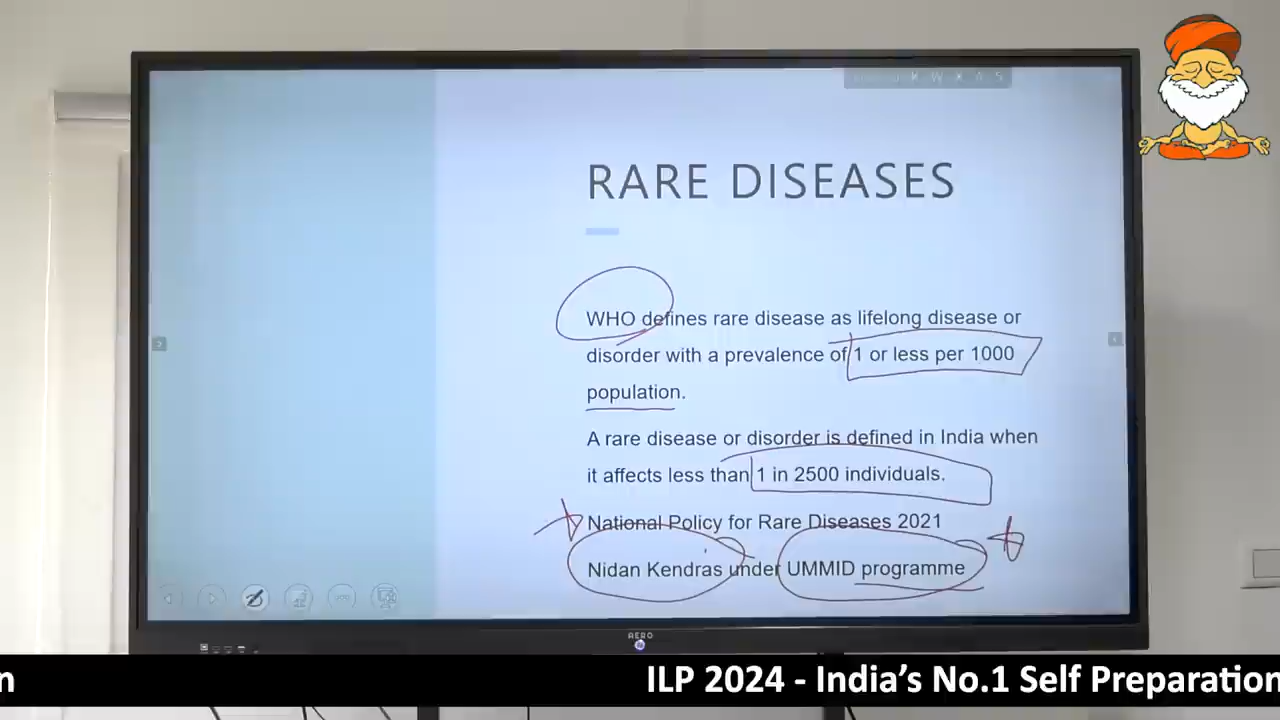 RARE DISEASES
WHO defines rare disease as lifelong disease or
disorder with a prevalence of 1 or less per 1000
population.
A rare disease or disorder is defined in India when
it affects less than 1 in 2500 individuals.
National Policy for Rare Diseases 2021
Nidan Kendras under UMMID programme
AERO
n
ILP 2024 - India’s No.1 Self Preparation